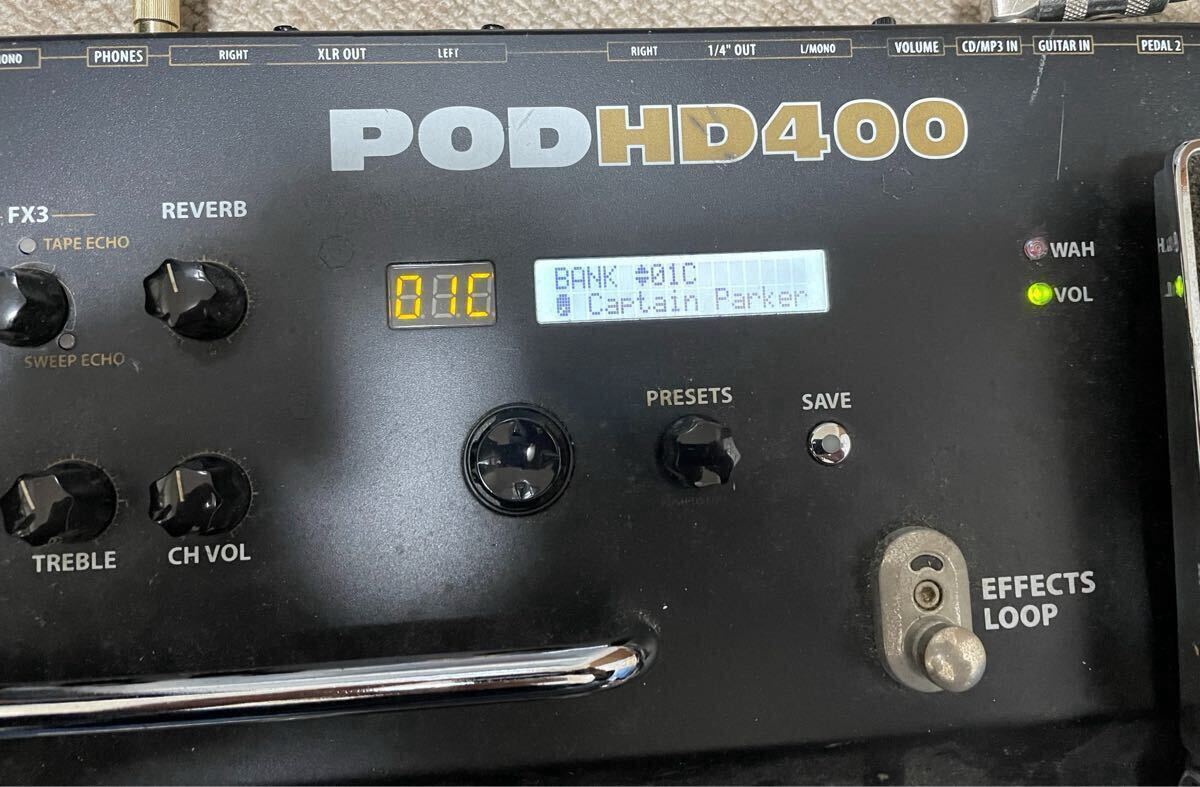 PHONES
RIGHT XLR OUT LEFT
RIGHT 1/4" OUT L/MONO
VOLUME
CD/MP3 IN
GUITAR IN
PEDAL 2
PODHD400
FX3
TAPE ECHO
SWEEP ECHO
REVERB
01C
BANK 01C
Captain Parker
WAH
VOL
PRESETS
SAVE
TREBLE
CH VOL
EFFECTS
LOOP